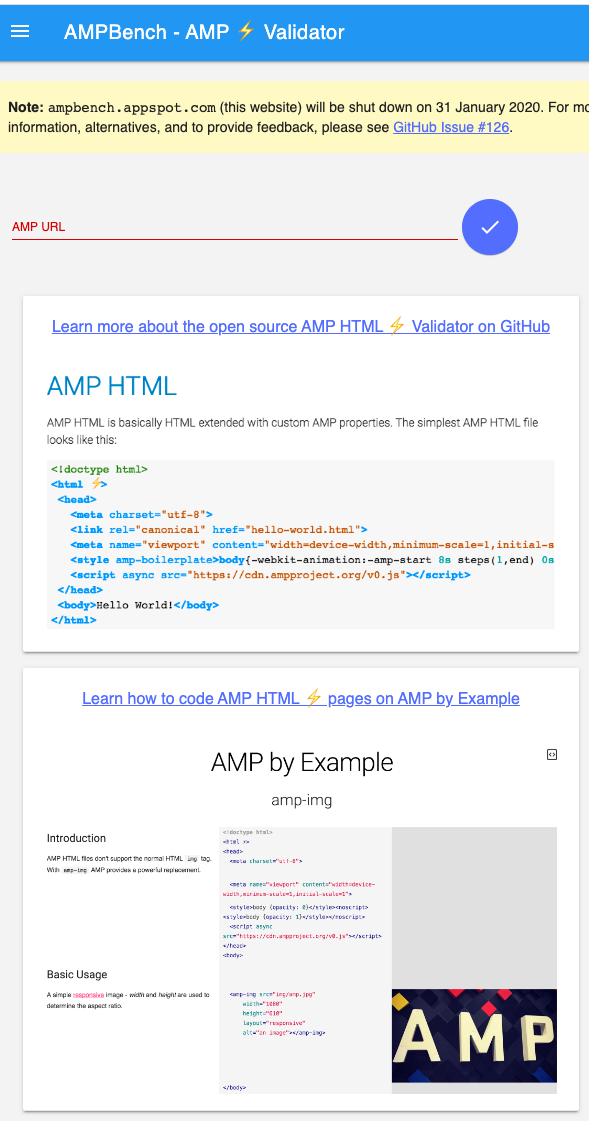 AMPBench - AMP ⚡ Validator
Note: ampbench.appspot.com (this website) will be shut down on 31 January 2020. For mo
information, alternatives, and to provide feedback, please see GitHub Issue #126.
AMP URL
Learn more about the open source AMP HTML ⚡ Validator on GitHub
AMP HTML
AMP HTML is basically HTML extended with custom AMP properties. The simplest AMP HTML file
looks like this:
<!doctype html>
<html ⚡>
<head>
<meta charset="utf-8">
<link rel="canonical" href="hello-world.html">
<meta name="viewport" content="width=device-width,minimum-scale=1,initial-s
<style amp-boilerplate>body{-webkit-animation:-amp-start 8s steps(1,end) 0s
<script async src="https://cdn.ampproject.org/v0.js"></script>
</head>
<body>Hello World!</body>
</html>
Learn how to code AMP HTML ⚡ pages on AMP by Example
AMP by Example
amp-img
Introduction
AMP HTML files don't support the normal HTML img tag.
With amp-img AMP provides a powerful replacement.
<!doctype html>
<html ⚡>
<head>
<meta charset="utf-8">
<meta name="viewport" content="width=device-
width,minimum-scale=1,initial-scale=1">
<style>body {opacity: 0}</style><noscript>
<style>body {opacity: 1}</style></noscript>
<script async
src="https://cdn.ampproject.org/v0.js"></script>
</head>
<body>
Basic Usage
A simple responsive image - width and height are used to
determine the aspect ratio.
<amp-img src="img/amp.jpg"
width="1080"
height="610"
layout="responsive"
alt="an image"></amp-img>
</body>
AMP